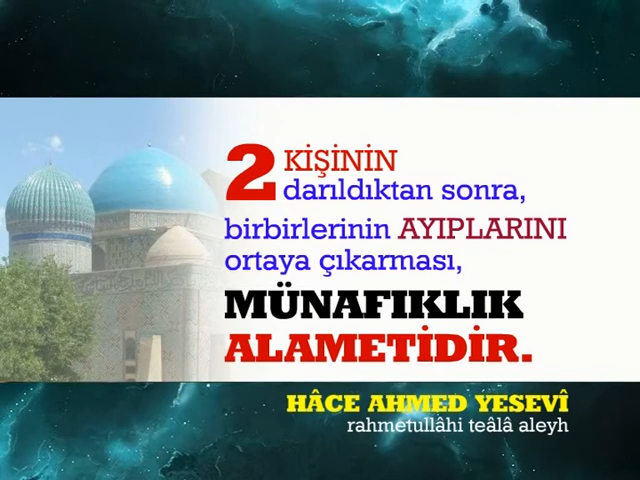 2 KİŞİNİN
darıldıktan sonra,
birbirlerinin AYIPLARINI
ortaya çıkarması,
MÜNAFIKLIK
ALAMETİDİR.
HÂCE AHMED YESEVÎ
rahmetullâhi teâlâ aleyh